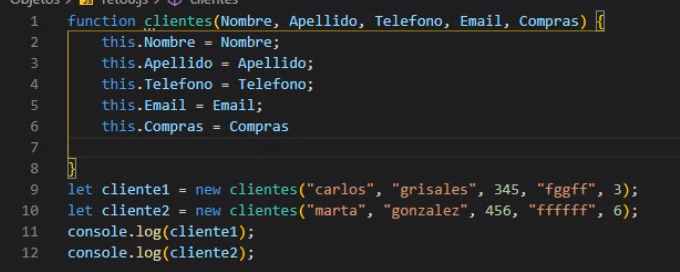 Objetos > JS Reto6.js > clientes
1 function clientes(Nombre, Apellido, Telefono, Email, Compras) {
2     this.Nombre = Nombre;
3     this.Apellido = Apellido;
4     this.Telefono = Telefono;
5     this.Email = Email;
6     this.Compras = Compras
7
8 }
9 let cliente1 = new clientes("carlos", "grisales", 345, "fggff", 3);
10 let cliente2 = new clientes("marta", "gonzalez", 456, "ffffff", 6);
11 console.log(cliente1);
12 console.log(cliente2);